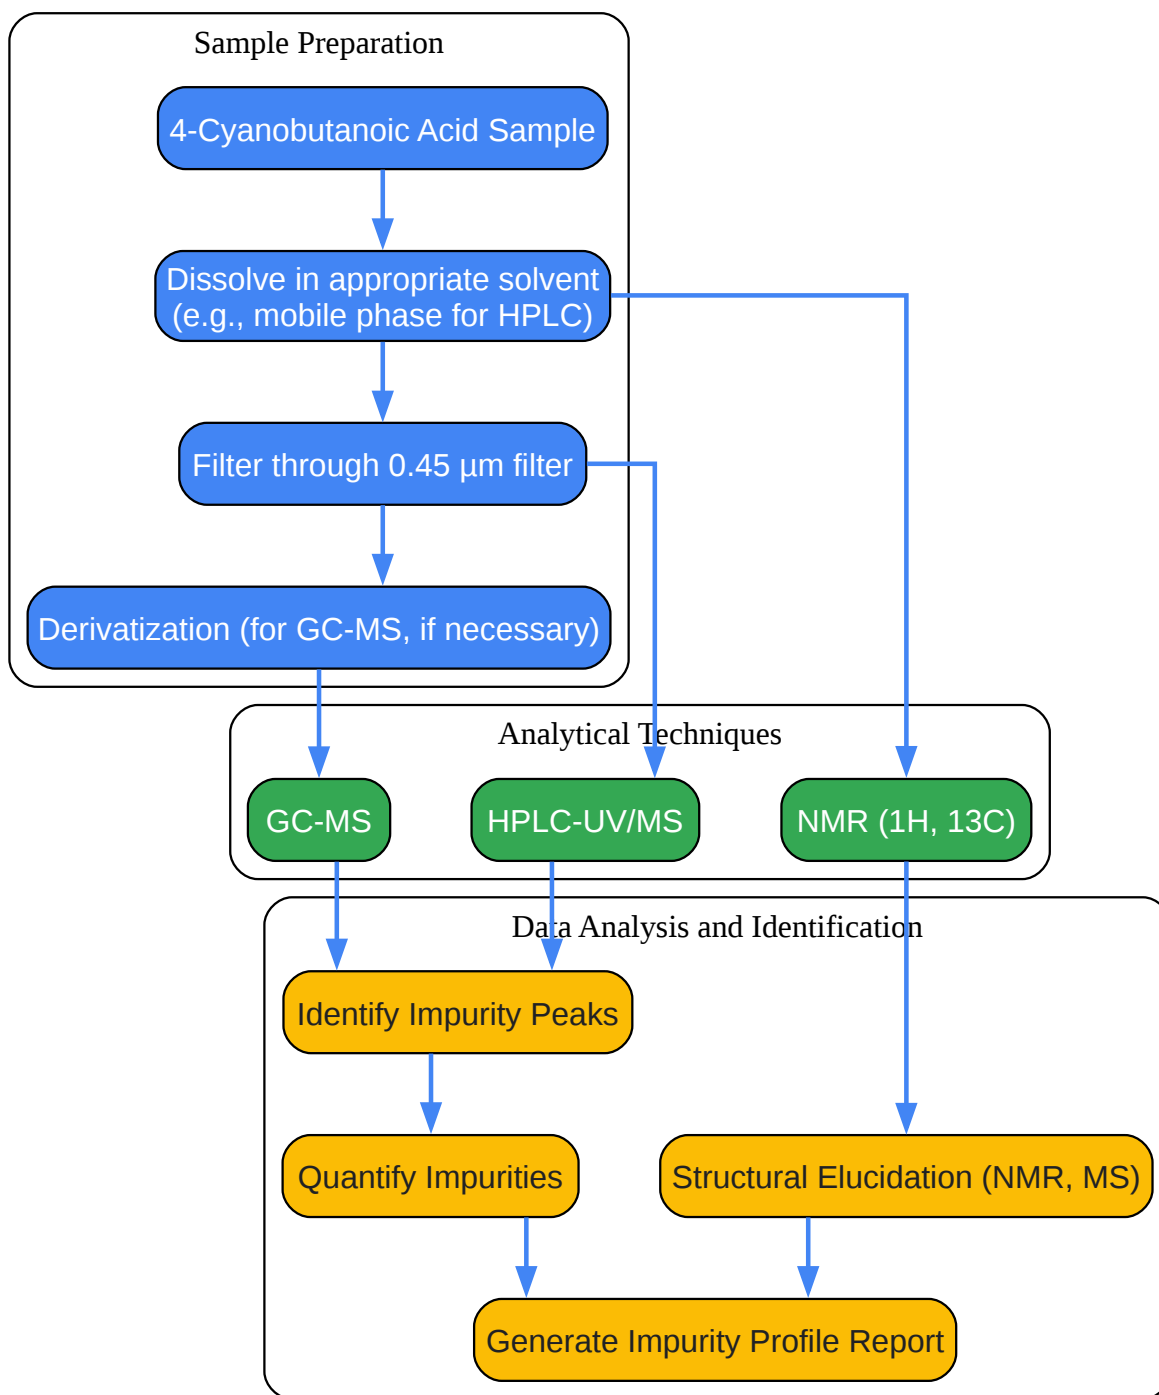 Sample Preparation
4-Cyanobutanoic Acid Sample
Dissolve in appropriate solvent
(e.g., mobile phase for HPLC)
Filter through 0.45 µm filter
Derivatization (for GC-MS, if necessary)
Analytical Techniques
GC-MS
HPLC-UV/MS
NMR (1H, 13C)
Data Analysis and Identification
Identify Impurity Peaks
Quantify Impurities
Structural Elucidation (NMR, MS)
Generate Impurity Profile Report